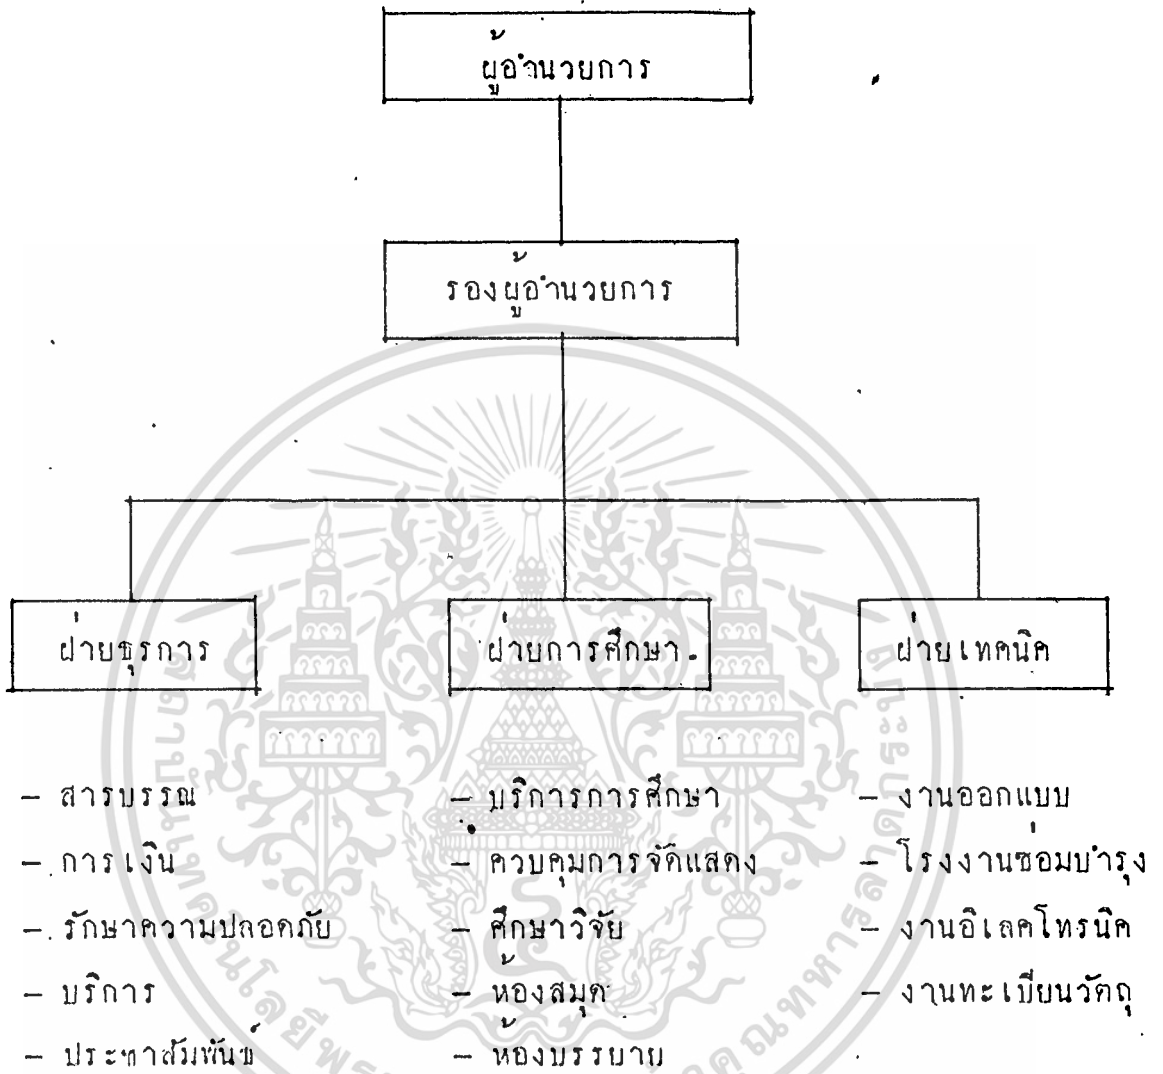 ผู้อำนวยการ
รองผู้อำนวยการ
ฝ่ายธุรการ
ฝ่ายการศึกษา
ฝ่ายเทคนิค
– สารบรรณ
– การเงิน
– รักษาความปลอดภัย
– บริการ
– ประชาสัมพันธ์
– บริการการศึกษา
– ควบคุมการจัดแสดง
– ศึกษาวิจัย
– ห้องสมุด
– ห้องบรรยาย
– งานออกแบบ
– โรงงานซ่อมบำรุง
– งานอิเลคโทรนิค
– งานทะเบียนวัตถุ